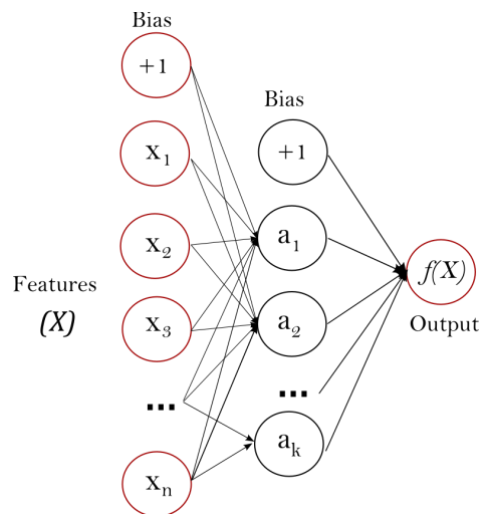 Bias
+1
x1
x2
x3
...
xn
Features
(X)
Bias
+1
a1
a2
...
ak
f(X)
Output